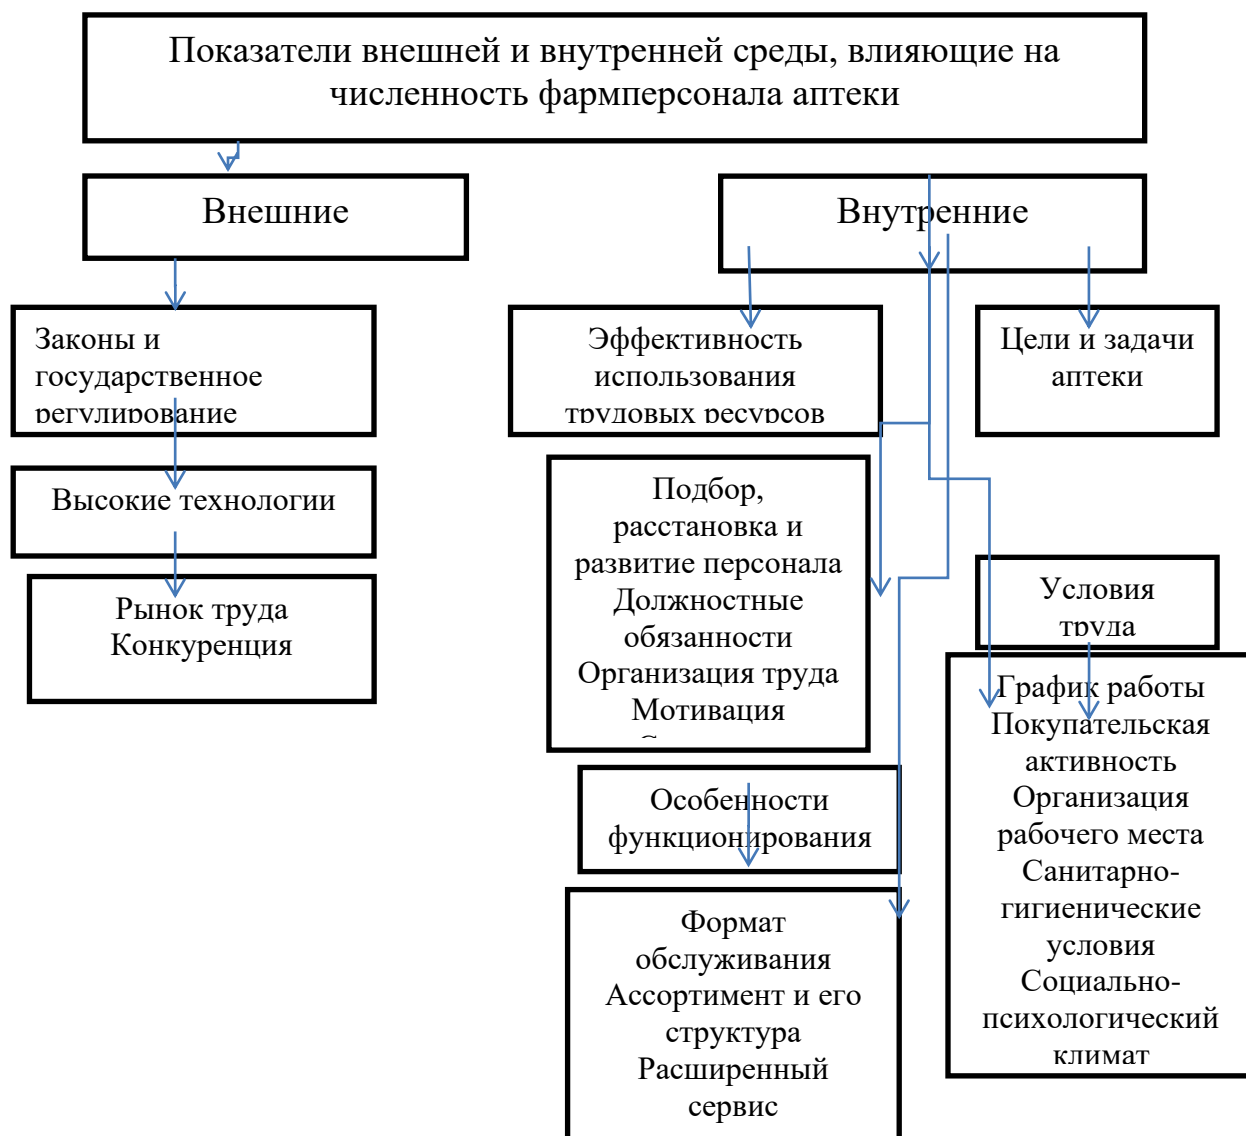 Показатели внешней и внутренней среды, влияющие на
численность фармперсонала аптеки
Внешние
Внутренние
Законы и
государственное
регулирование
Высокие технологии
Рынок труда
Конкуренция
Эффективность
использования
трудовых ресурсов
Цели и задачи
аптеки
Подбор,
расстановка и
развитие персонала
Должностные
обязанности
Организация труда
Мотивация
Условия
труда
График работы
Покупательская
активность
Организация
рабочего места
Санитарно-
гигиенические
условия
Социально-
психологический
климат
Особенности
функционирования
Формат
обслуживания
Ассортимент и его
структура
Расширенный
сервис